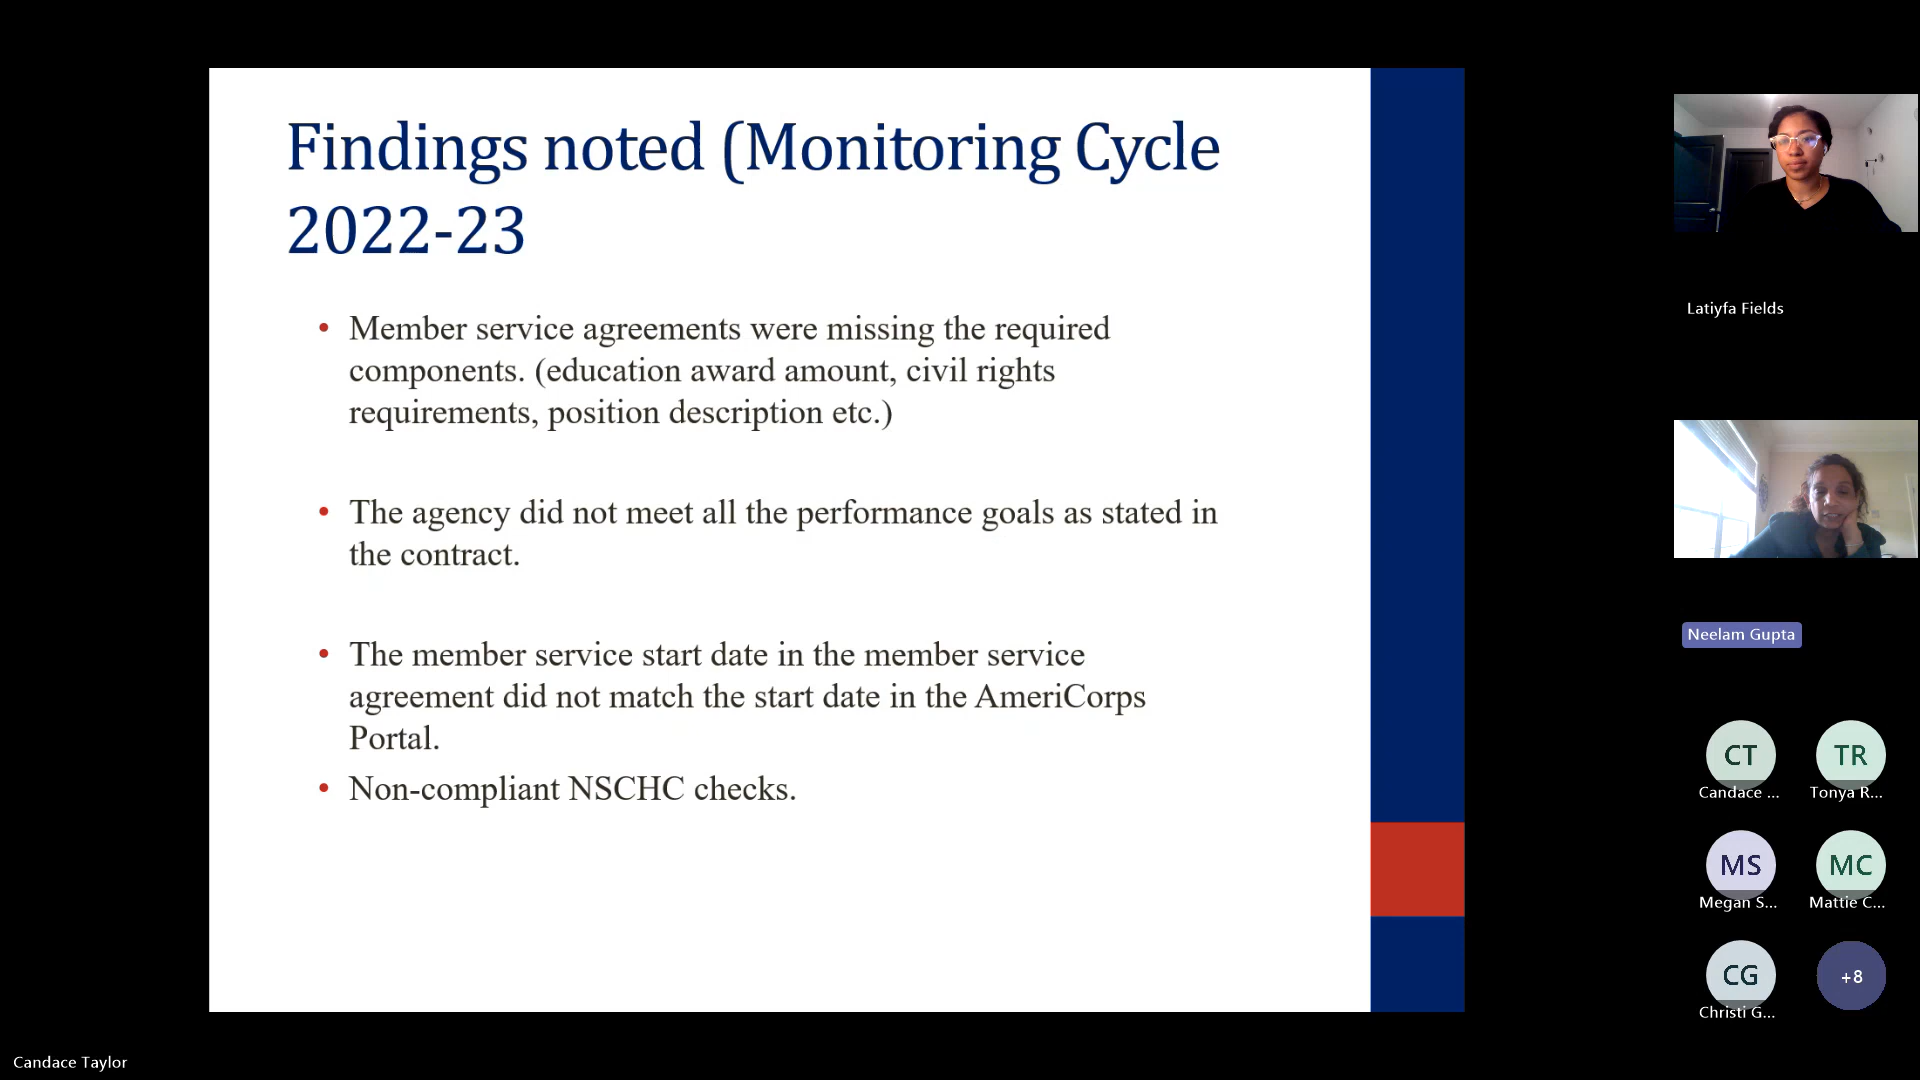 Findings noted (Monitoring Cycle
2022-23
• Member service agreements were missing the required
components. (education award amount, civil rights
requirements, position description etc.)
• The agency did not meet all the performance goals as stated in
the contract.
• The member service start date in the member service
agreement did not match the start date in the AmeriCorps
Portal.
• Non-compliant NSCHC checks.
Latiyfa Fields
Neelam Gupta
CT
TR
Candace ...
Tonya R...
MS
MC
Megan S...
Mattie C...
CG
+8
Christi G...
Candace Taylor